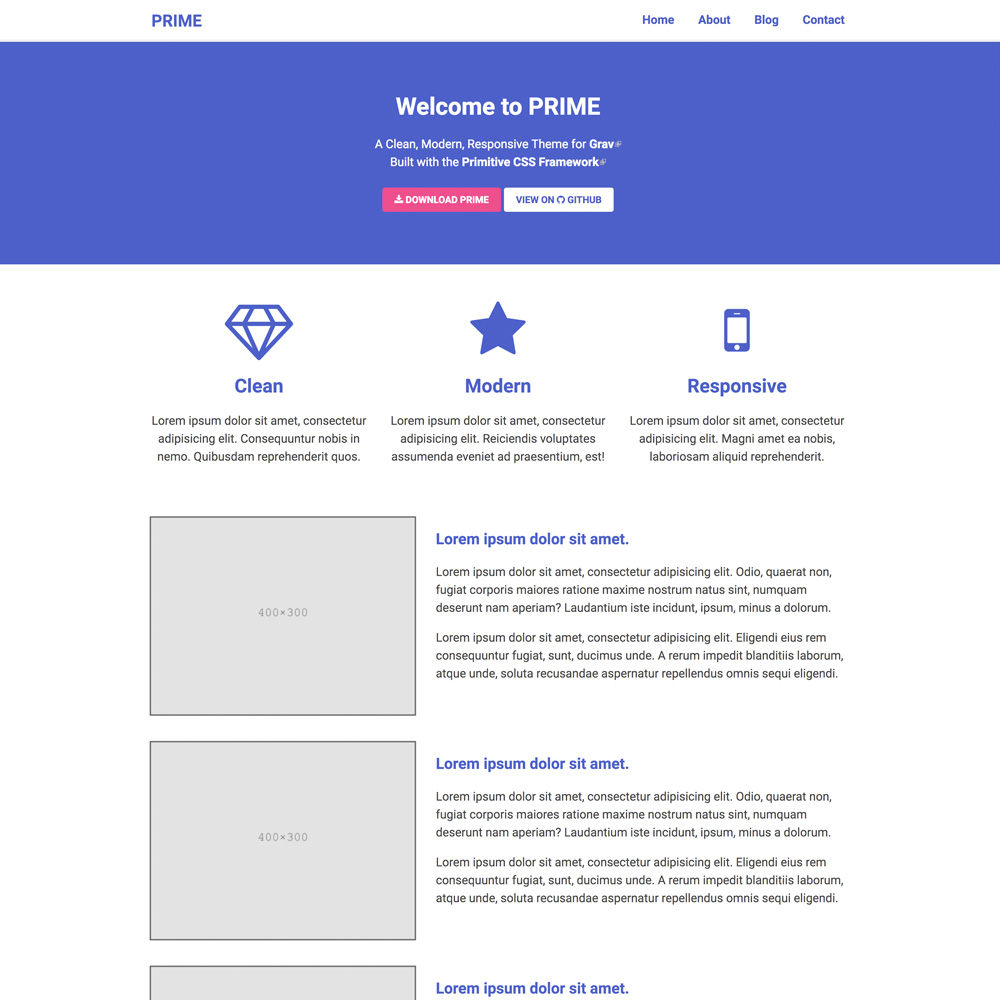 PRIME
Home About Blog Contact
Welcome to PRIME
A Clean, Modern, Responsive Theme for Grav
Built with the Primitive CSS Framework
DOWNLOAD PRIME
VIEW ON GITHUB
Clean
Lorem ipsum dolor sit amet, consectetur
adipisicing elit. Consequuntur nobis in
nemo. Quibusdam reprehenderit quos.
Modern
Lorem ipsum dolor sit amet, consectetur
adipisicing elit. Reiciendis voluptates
assumenda eveniet ad praesentium, est!
Responsive
Lorem ipsum dolor sit amet, consectetur
adipisicing elit. Magni amet ea nobis,
laboriosam aliquid reprehenderit.
400×300
Lorem ipsum dolor sit amet.
Lorem ipsum dolor sit amet, consectetur adipisicing elit. Odio, quaerat non,
fugiat corporis maiores ratione maxime nostrum natus sint, numquam
deserunt nam aperiam? Laudantium iste incidunt, ipsum, minus a dolorum.
Lorem ipsum dolor sit amet, consectetur adipisicing elit. Eligendi eius rem
consequuntur fugiat, sunt, ducimus unde. A rerum impedit blanditiis laborum,
atque unde, soluta recusandae aspernatur repellendus omnis sequi eligendi.
400×300
Lorem ipsum dolor sit amet.
Lorem ipsum dolor sit amet, consectetur adipisicing elit. Odio, quaerat non,
fugiat corporis maiores ratione maxime nostrum natus sint, numquam
deserunt nam aperiam? Laudantium iste incidunt, ipsum, minus a dolorum.
Lorem ipsum dolor sit amet, consectetur adipisicing elit. Eligendi eius rem
consequuntur fugiat, sunt, ducimus unde. A rerum impedit blanditiis laborum,
atque unde, soluta recusandae aspernatur repellendus omnis sequi eligendi.
Lorem ipsum dolor sit amet.